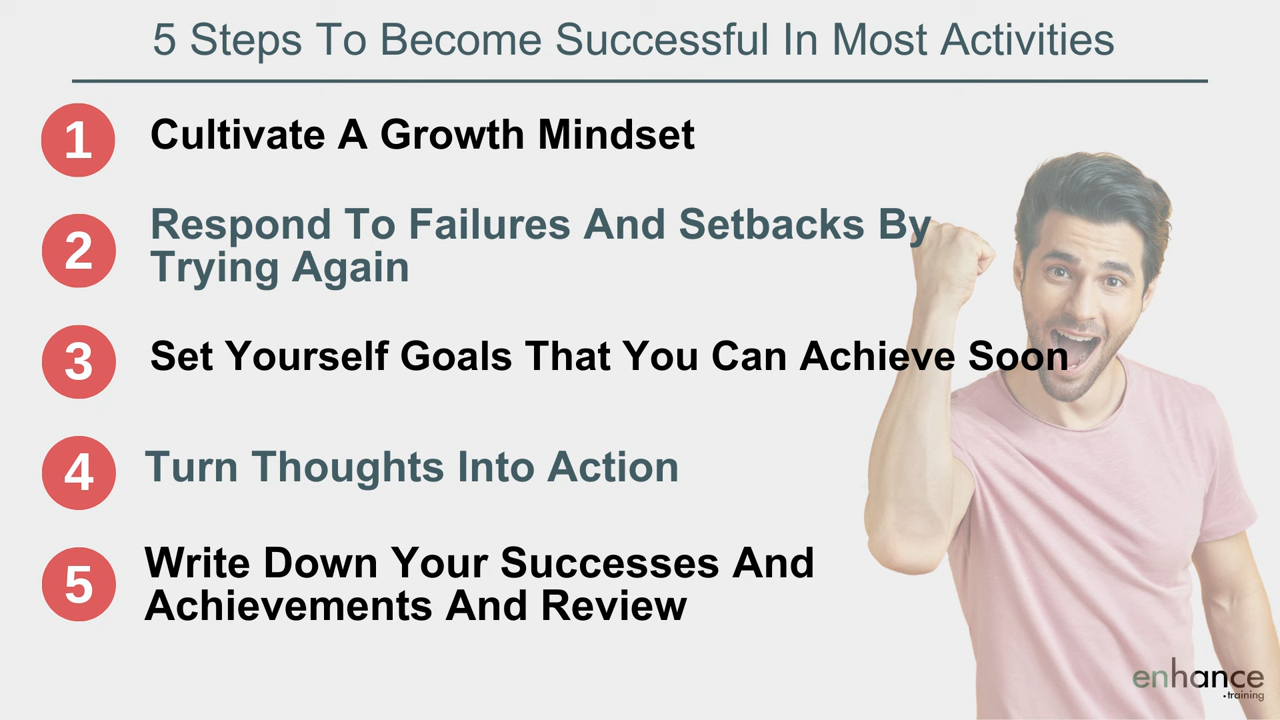 5 Steps To Become Successful In Most Activities
1
Cultivate A Growth Mindset
2
Respond To Failures And Setbacks By
Trying Again
3
Set Yourself Goals That You Can Achieve Soon
4
Turn Thoughts Into Action
5
Write Down Your Successes And
Achievements And Review
enhance
.training